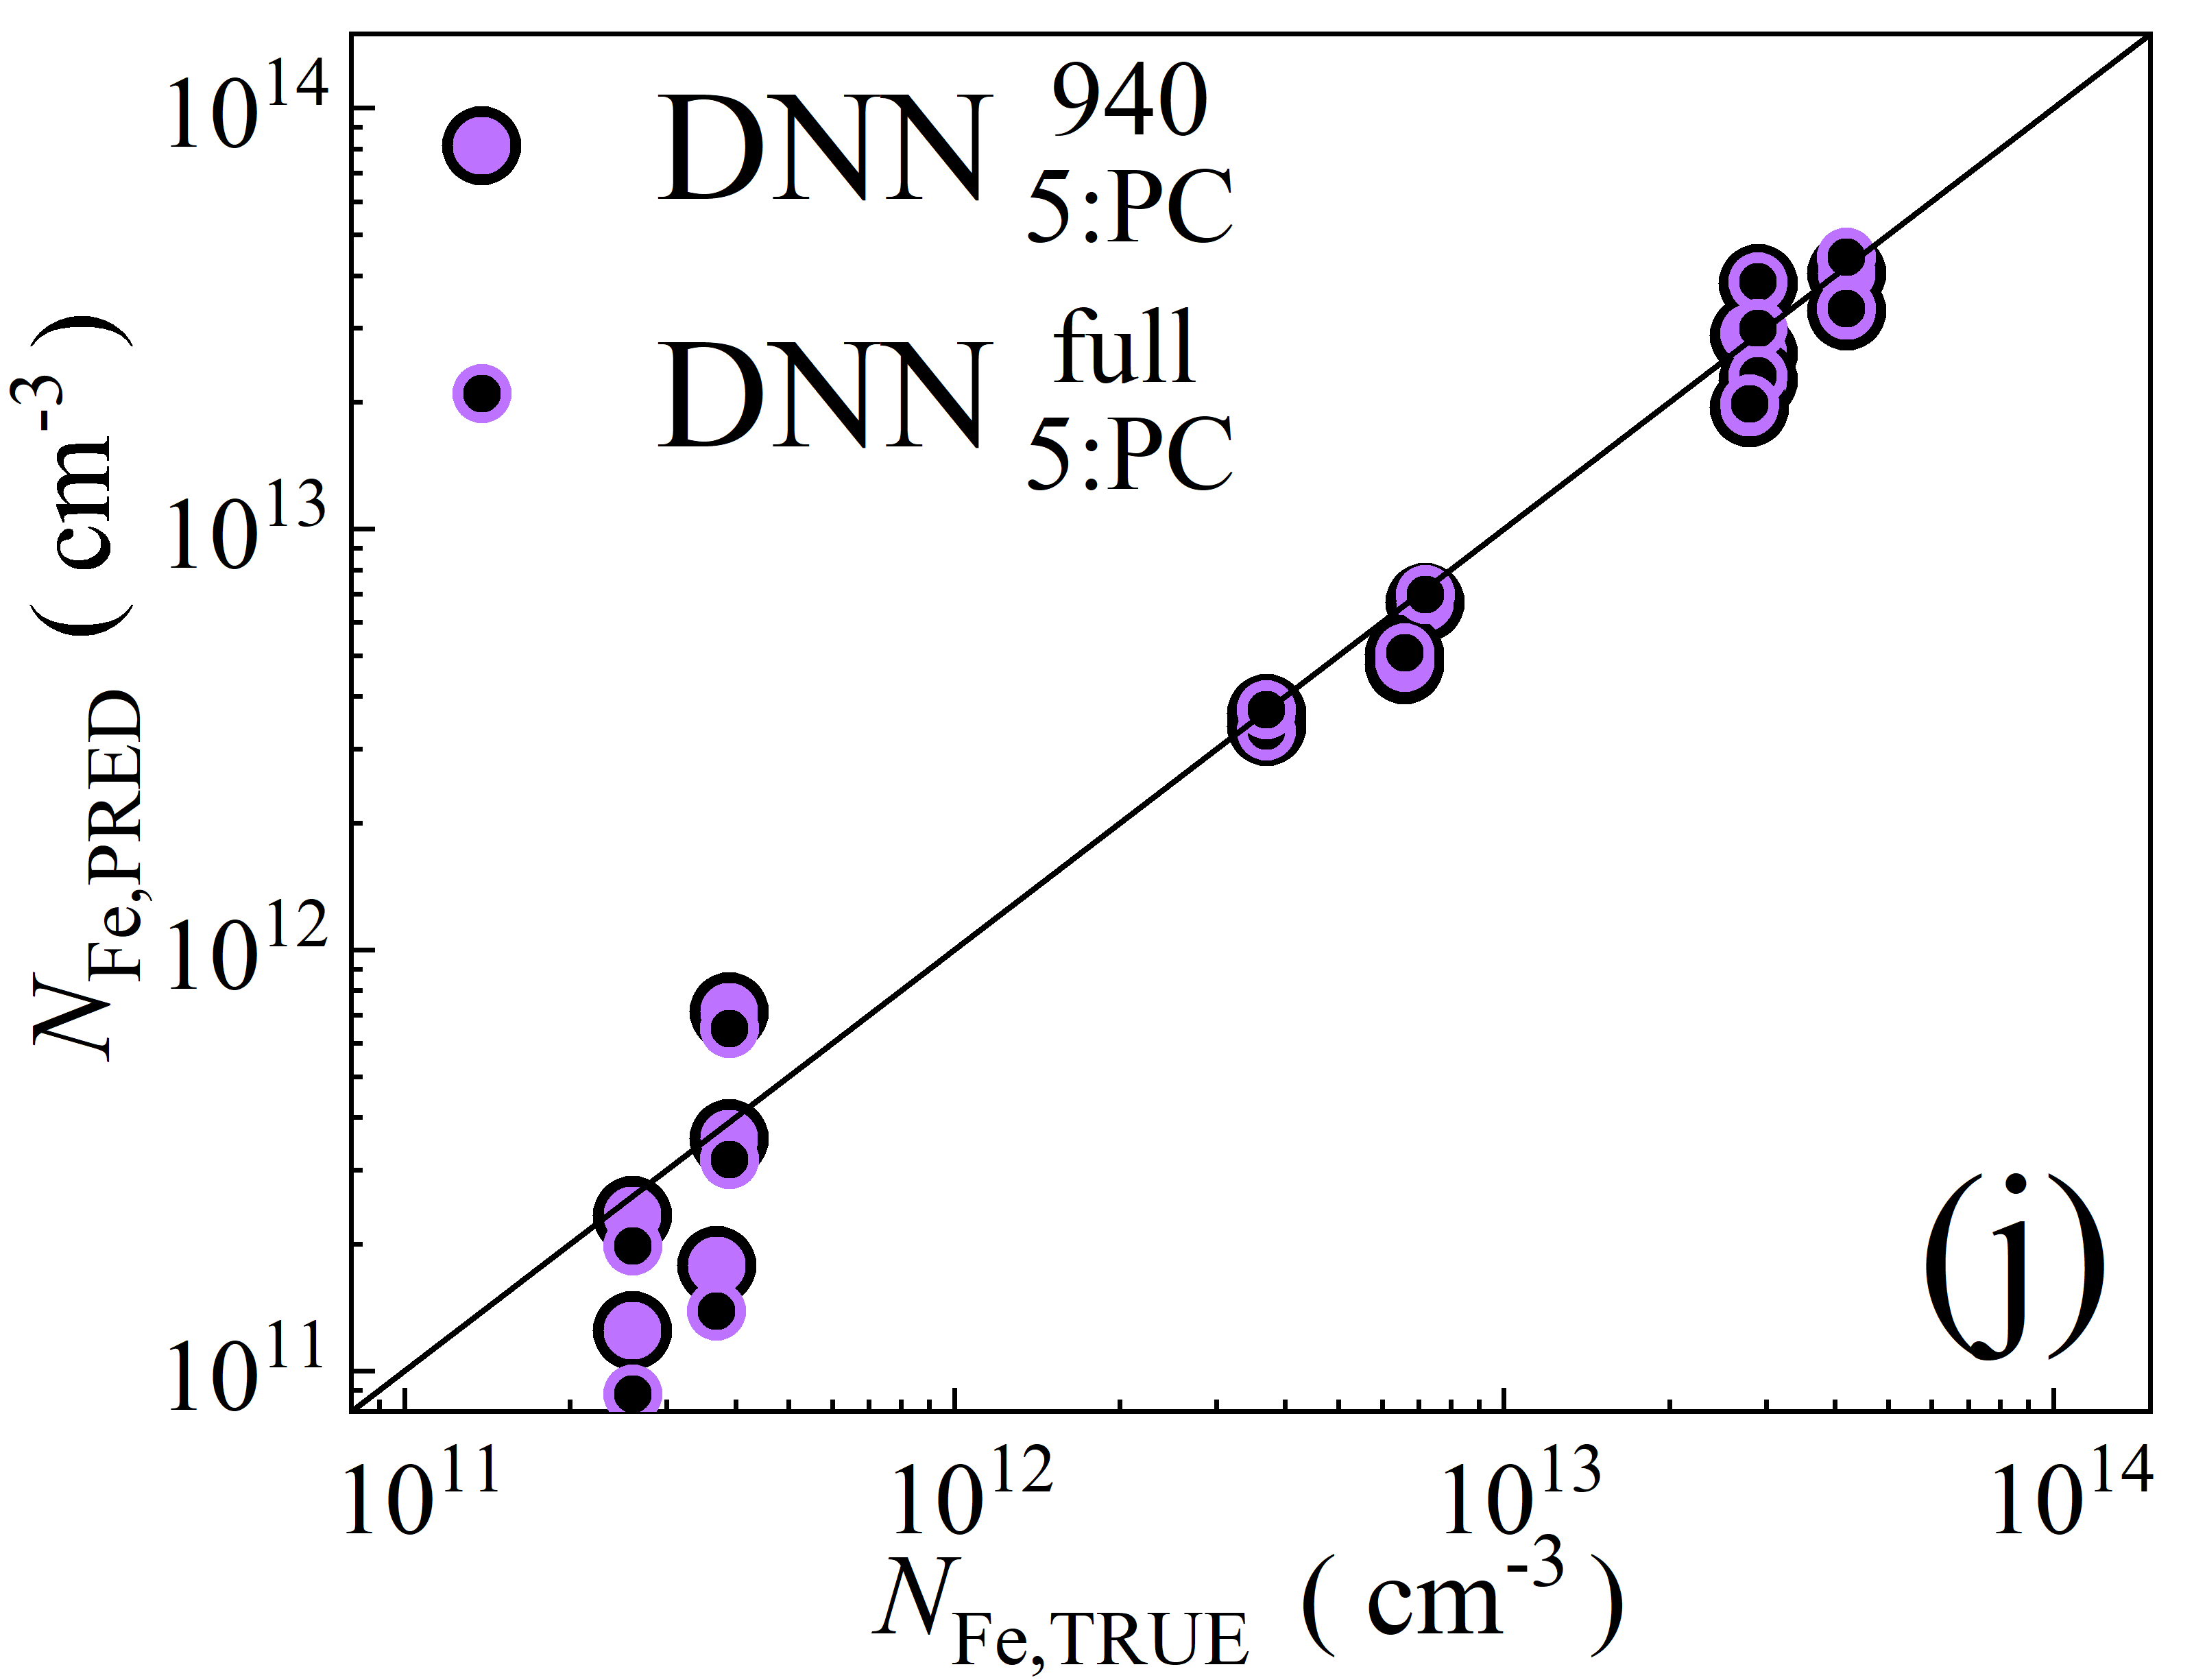 DNN 940 5:PC
DNN full 5:PC
10^14
10^13
10^12
10^11
N Fe,PRED ( cm^-3 )
(j)
10^11 10^12 10^13 10^14
N Fe,TRUE ( cm^-3 )